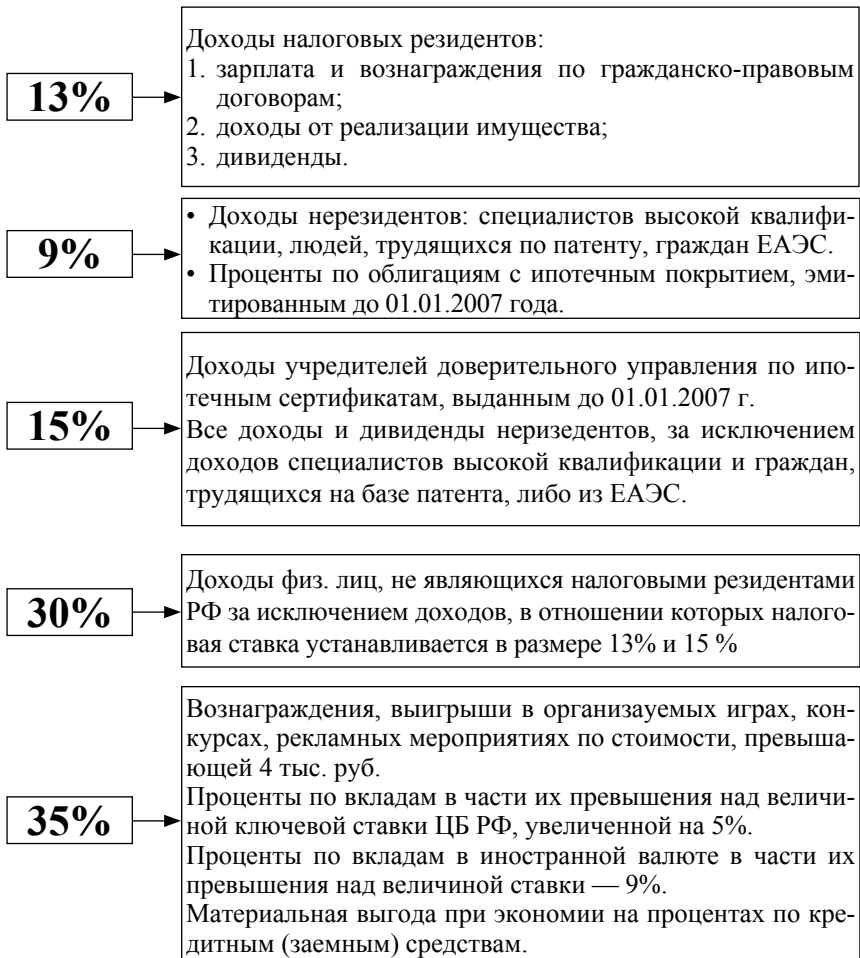 13%
Доходы налоговых резидентов:
1. зарплата и вознаграждения по гражданско-правовым
договорам;
2. доходы от реализации имущества;
3. дивиденды.
9%
• Доходы нерезидентов: специалистов высокой квалифи-
кации, людей, трудящихся по патенту, граждан ЕАЭС.
• Проценты по облигациям с ипотечным покрытием, эми-
тированным до 01.01.2007 года.
15%
Доходы учредителей доверительного управления по ипо-
течным сертификатам, выданным до 01.01.2007 г.
Все доходы и дивиденды неризедентов, за исключением
доходов специалистов высокой квалификации и граждан,
трудящихся на базе патента, либо из ЕАЭС.
30%
Доходы физ. лиц, не являющихся налоговыми резидентами
РФ за исключением доходов, в отношении которых налого-
вая ставка устанавливается в размере 13% и 15 %
35%
Вознаграждения, выигрыши в организауемых играх, кон-
курсах, рекламных мероприятиях по стоимости, превыша-
ющей 4 тыс. руб.
Проценты по вкладам в части их превышения над величи-
ной ключевой ставки ЦБ РФ, увеличенной на 5%.
Проценты по вкладам в иностранной валюте в части их
превышения над величиной ставки — 9%.
Материальная выгода при экономии на процентах по кре-
дитным (заемным) средствам.